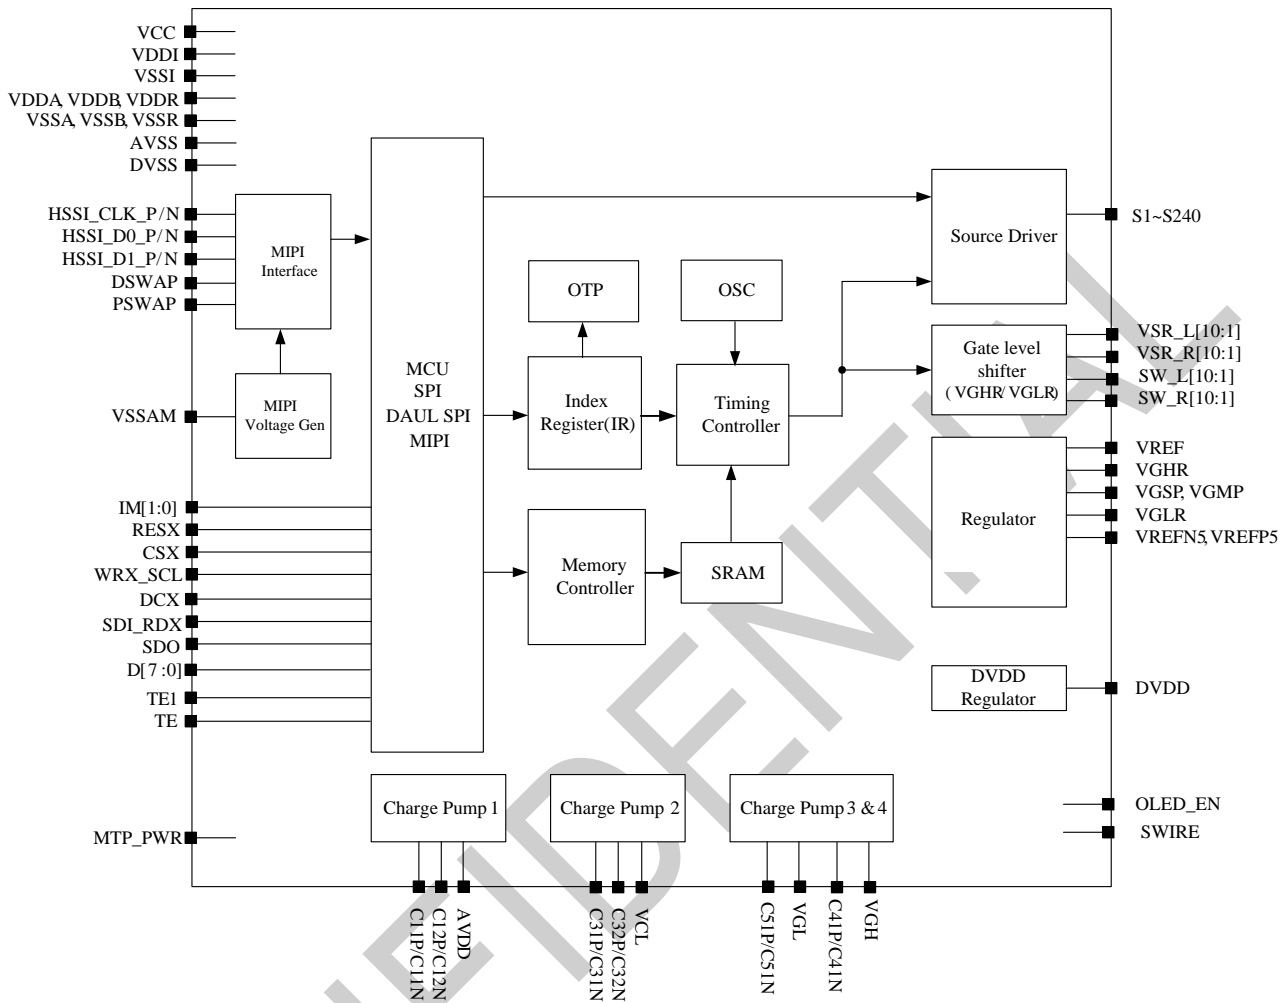 VCC
VDDI
VSSI
VDDA, VDDB, VDDR
VSSA, VSSB, VSSR
AVSS
DVSS
HSSI_CLK_P/N
HSSI_D0_P/N
HSSI_D1_P/N
DSWAP
PSWAP
VSSAM
IM[1:0]
RESX
CSX
WRX_SCL
DCX
SDI_RDX
SDO
D[7:0]
TE1
TE
MTP_PWR
MIPI
Interface
MIPI
Voltage Gen
MCU
SPI
DAUL SPI
MIPI
OTP
OSC
Index
Register(IR)
Timing
Controller
Memory
Controller
SRAM
Source Driver
Gate level
shifter
(VGHR/VGLR)
Regulator
DVDD
Regulator
S1~S240
VSR_L[10:1]
VSR_R[10:1]
SW_L[10:1]
SW_R[10:1]
VREF
VGHR
VGSP, VGMP
VGLR
VREFN5, VREFP5
DVDD
OLED_EN
SWIRE
Charge Pump 1
Charge Pump 2
Charge Pump 3 & 4
C11P/C11N
C12P/C12N
AVDD
C31P/C31N
C32P/C32N
VCL
C51P/C51N
VGL
C41P/C41N
VGH
FIDENTIAL